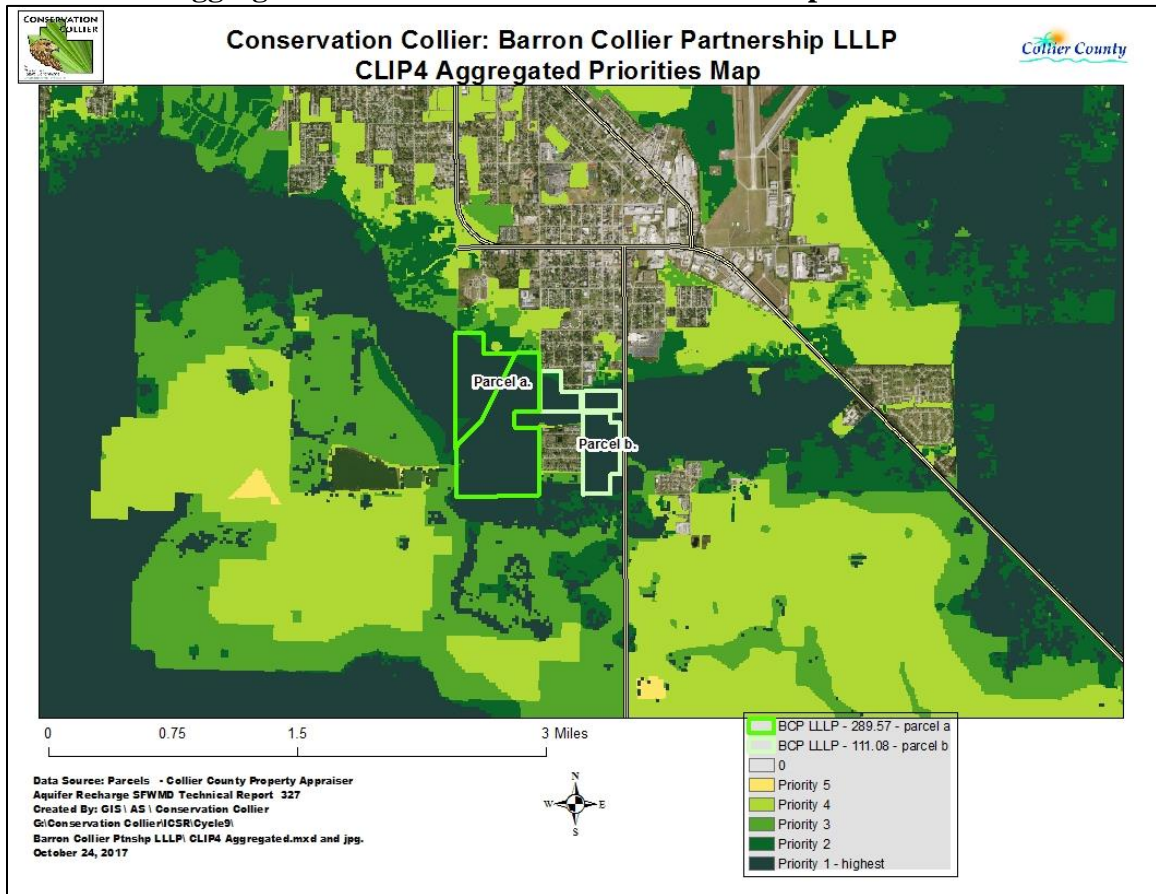 CONSERVATION
COLLIER
Conservation Collier: Barron Collier Partnership LLLP
CLIP4 Aggregated Priorities Map
Collier County
Parcel a.
Parcel b.
0 0.75 1.5 3 Miles
BCP LLLP - 289.57 - parcel a
BCP LLLP - 111.08 - parcel b
0
Priority 5
Priority 4
Priority 3
Priority 2
Priority 1 - highest
Data Source: Parcels - Collier County Property Appraiser
Aquifer Recharge SFWMD Technical Report 327
Created By: GIS \ AS \ Conservation Collier
G:\Conservation Collier\ICSR\Cycle9\
Barron Collier Ptnshp LLLP\ CLIP4 Aggregated.mxd and jpg.
October 24, 2017
N
W E
S